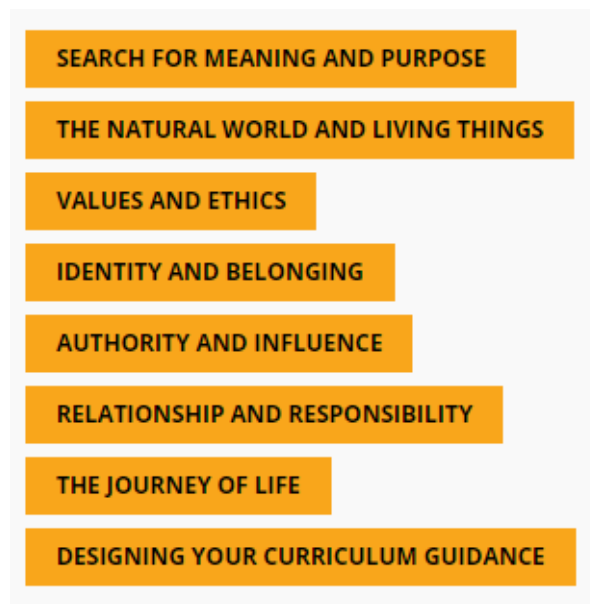 SEARCH FOR MEANING AND PURPOSE
THE NATURAL WORLD AND LIVING THINGS
VALUES AND ETHICS
IDENTITY AND BELONGING
AUTHORITY AND INFLUENCE
RELATIONSHIP AND RESPONSIBILITY
THE JOURNEY OF LIFE
DESIGNING YOUR CURRICULUM GUIDANCE